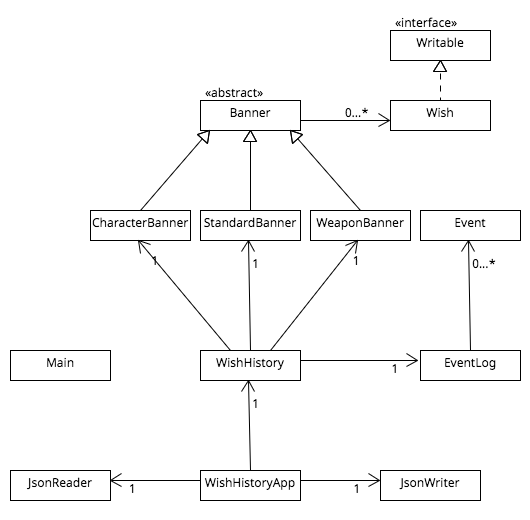 «interface»
Writable
«abstract»
Banner
0...*
Wish
CharacterBanner
StandardBanner
WeaponBanner
Event
1
1
1
0...*
Main
WishHistory
1
EventLog
1
JsonReader
1
WishHistoryApp
1
JsonWriter